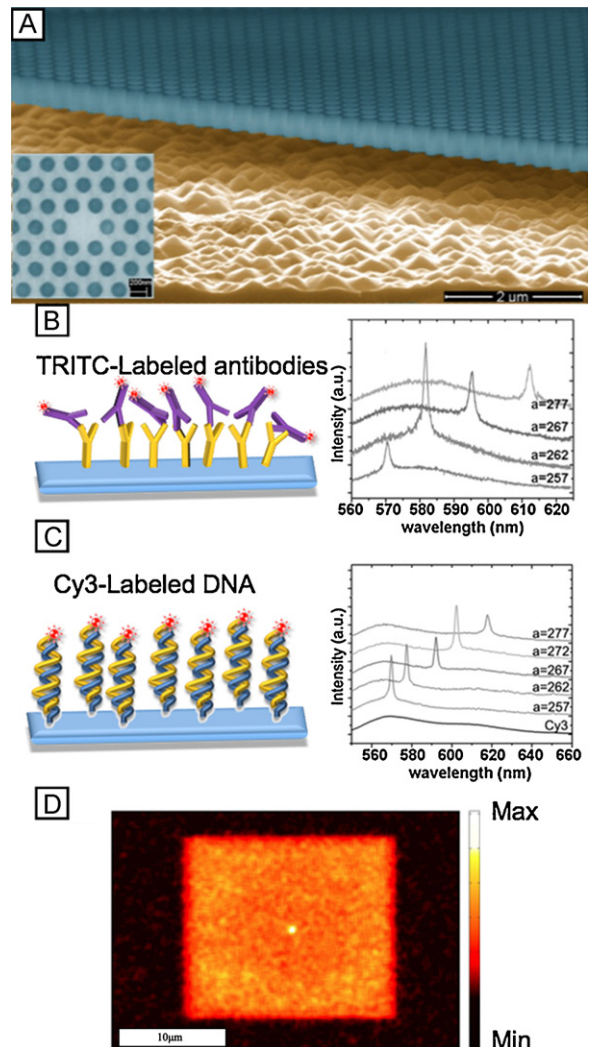 A
200nm
2 µm
B
TRITC-Labeled antibodies
Intensity (a.u.)
a=277
a=267
a=262
a=257
560 570 580 590 600 610 620
wavelength (nm)
C
Cy3-Labeled DNA
Intensity (a.u.)
a=277
a=272
a=267
a=262
a=257
Cy3
560 580 600 620 640 660
wavelength (nm)
D
Max
10µm
Min